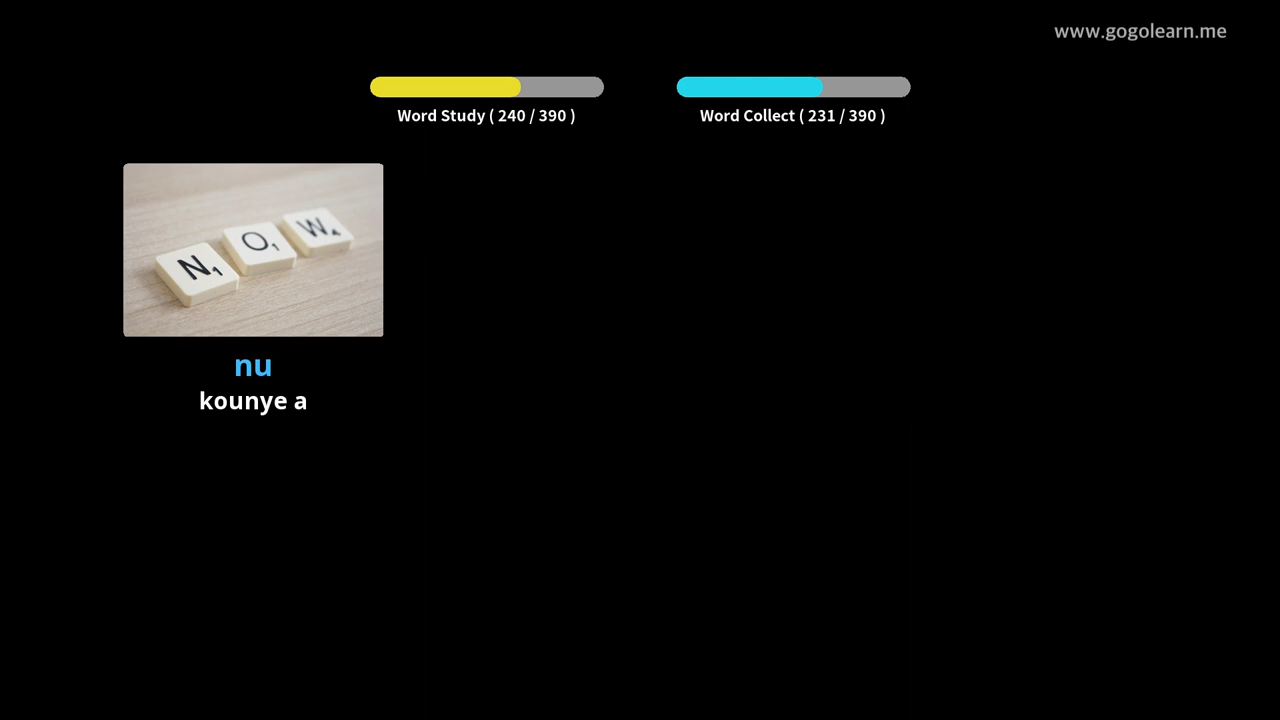 www.gogolearn.me
Word Study ( 240 / 390 )
Word Collect ( 231 / 390 )
N1 O1 W4
nu
kounye a